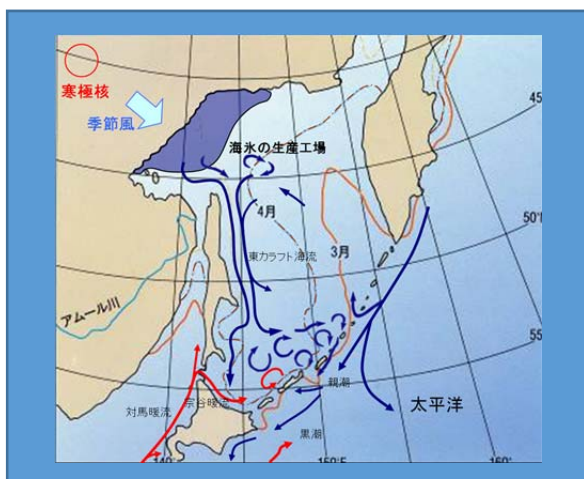 寒極核
季節風
海氷の生産工場
45
4月
3月
50°
東カラフト海流
アムール川
55
親潮
太平洋
宗谷暖流
対馬暖流
黒潮
140°
150°E
160°